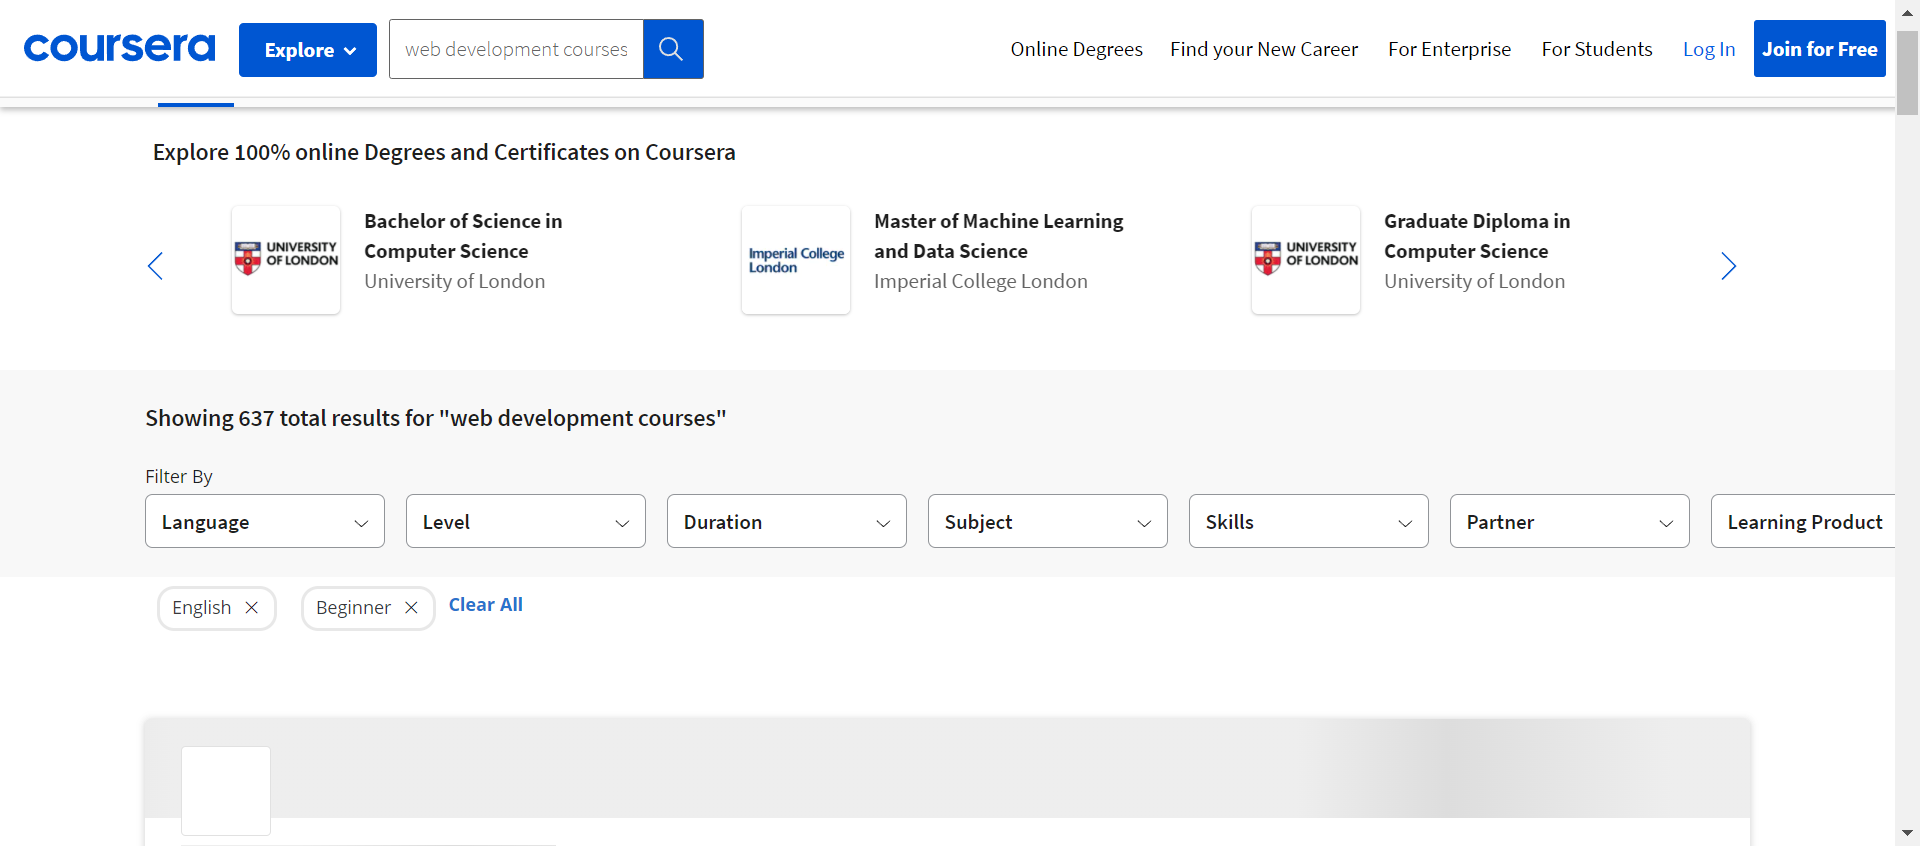 coursera
Explore
web development courses
Online Degrees
Find your New Career
For Enterprise
For Students
Log In
Join for Free
Explore 100% online Degrees and Certificates on Coursera
UNIVERSITY
OF LONDON
Bachelor of Science in
Computer Science
University of London
Imperial College
London
Master of Machine Learning
and Data Science
Imperial College London
UNIVERSITY
OF LONDON
Graduate Diploma in
Computer Science
University of London
Showing 637 total results for "web development courses"
Filter By
Language
Level
Duration
Subject
Skills
Partner
Learning Product
English
Beginner
Clear All